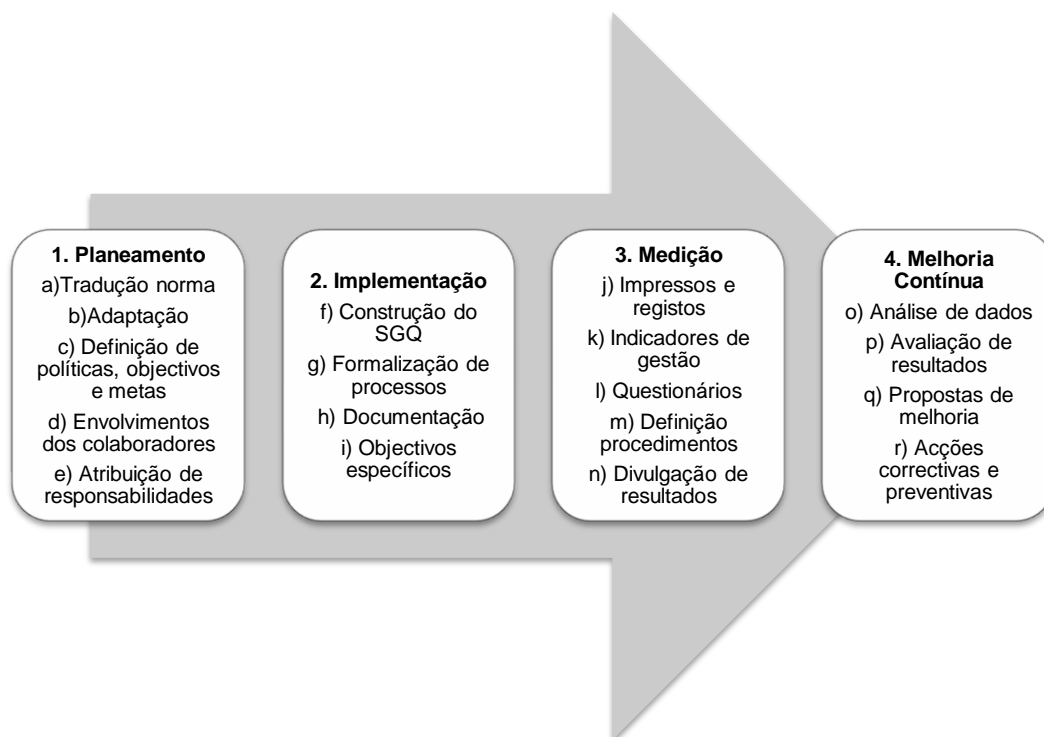 1. Planeamento
a)Tradução norma
b)Adaptação
c) Definição de
políticas, objectivos
e metas
d) Envolvimentos
dos colaboradores
e) Atribuição de
responsabilidades
2. Implementação
f) Construção do
SGQ
g) Formalização de
processos
h) Documentação
i) Objectivos
específicos
3. Medição
j) Impressos e
registos
k) Indicadores de
gestão
l) Questionários
m) Definição
procedimentos
n) Divulgação de
resultados
4. Melhoria
Contínua
o) Análise de dados
p) Avaliação de
resultados
q) Propostas de
melhoria
r) Acções
correctivas e
preventivas